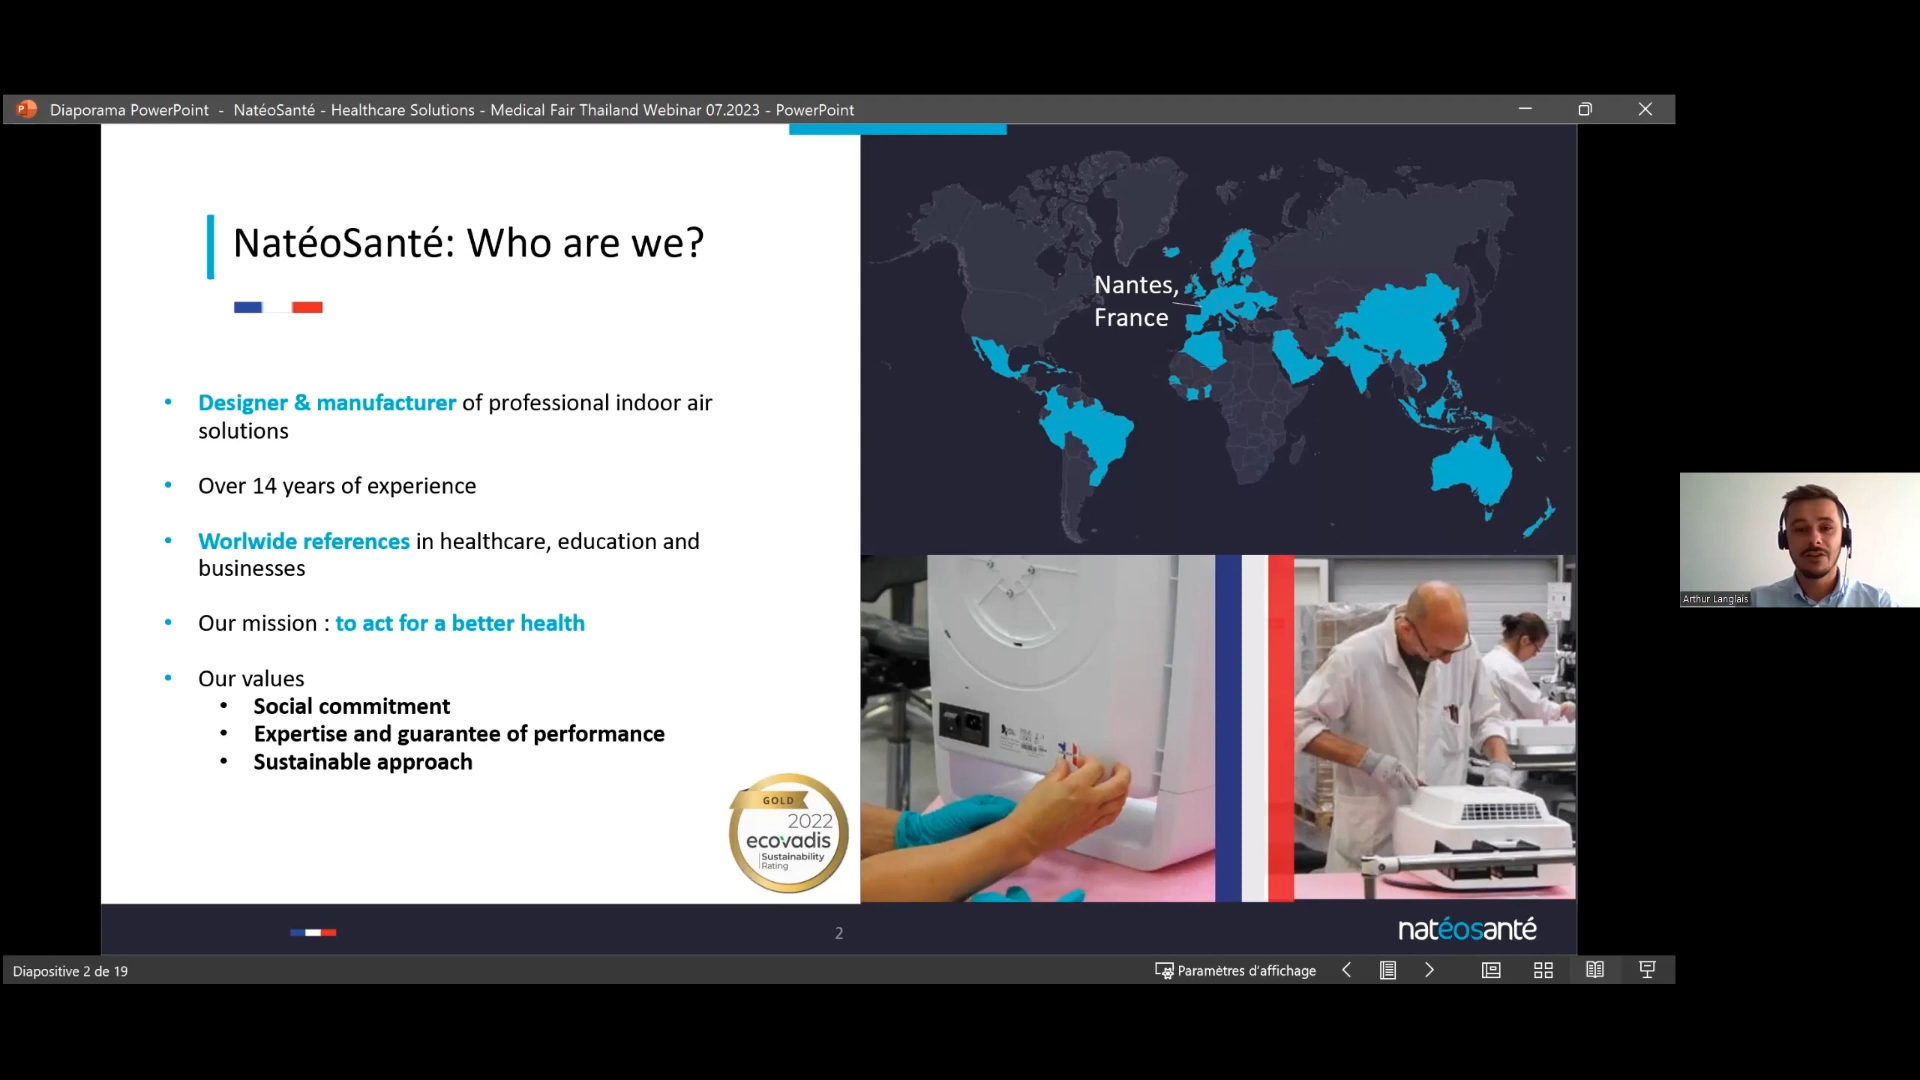 Diaporama PowerPoint - NatéoSanté - Healthcare Solutions - Medical Fair Thailand Webinar 07.2023 - PowerPoint
NatéoSanté: Who are we?
• Designer & manufacturer of professional indoor air
solutions
• Over 14 years of experience
• Worlwide references in healthcare, education and
businesses
• Our mission : to act for a better health
• Our values
• Social commitment
• Expertise and guarantee of performance
• Sustainable approach
GOLD
2022
ecovadis
Sustainability
Rating
Nantes,
France
2
natéosanté
Arthur Langlais
Diapositive 2 de 19
Paramètres d'affichage